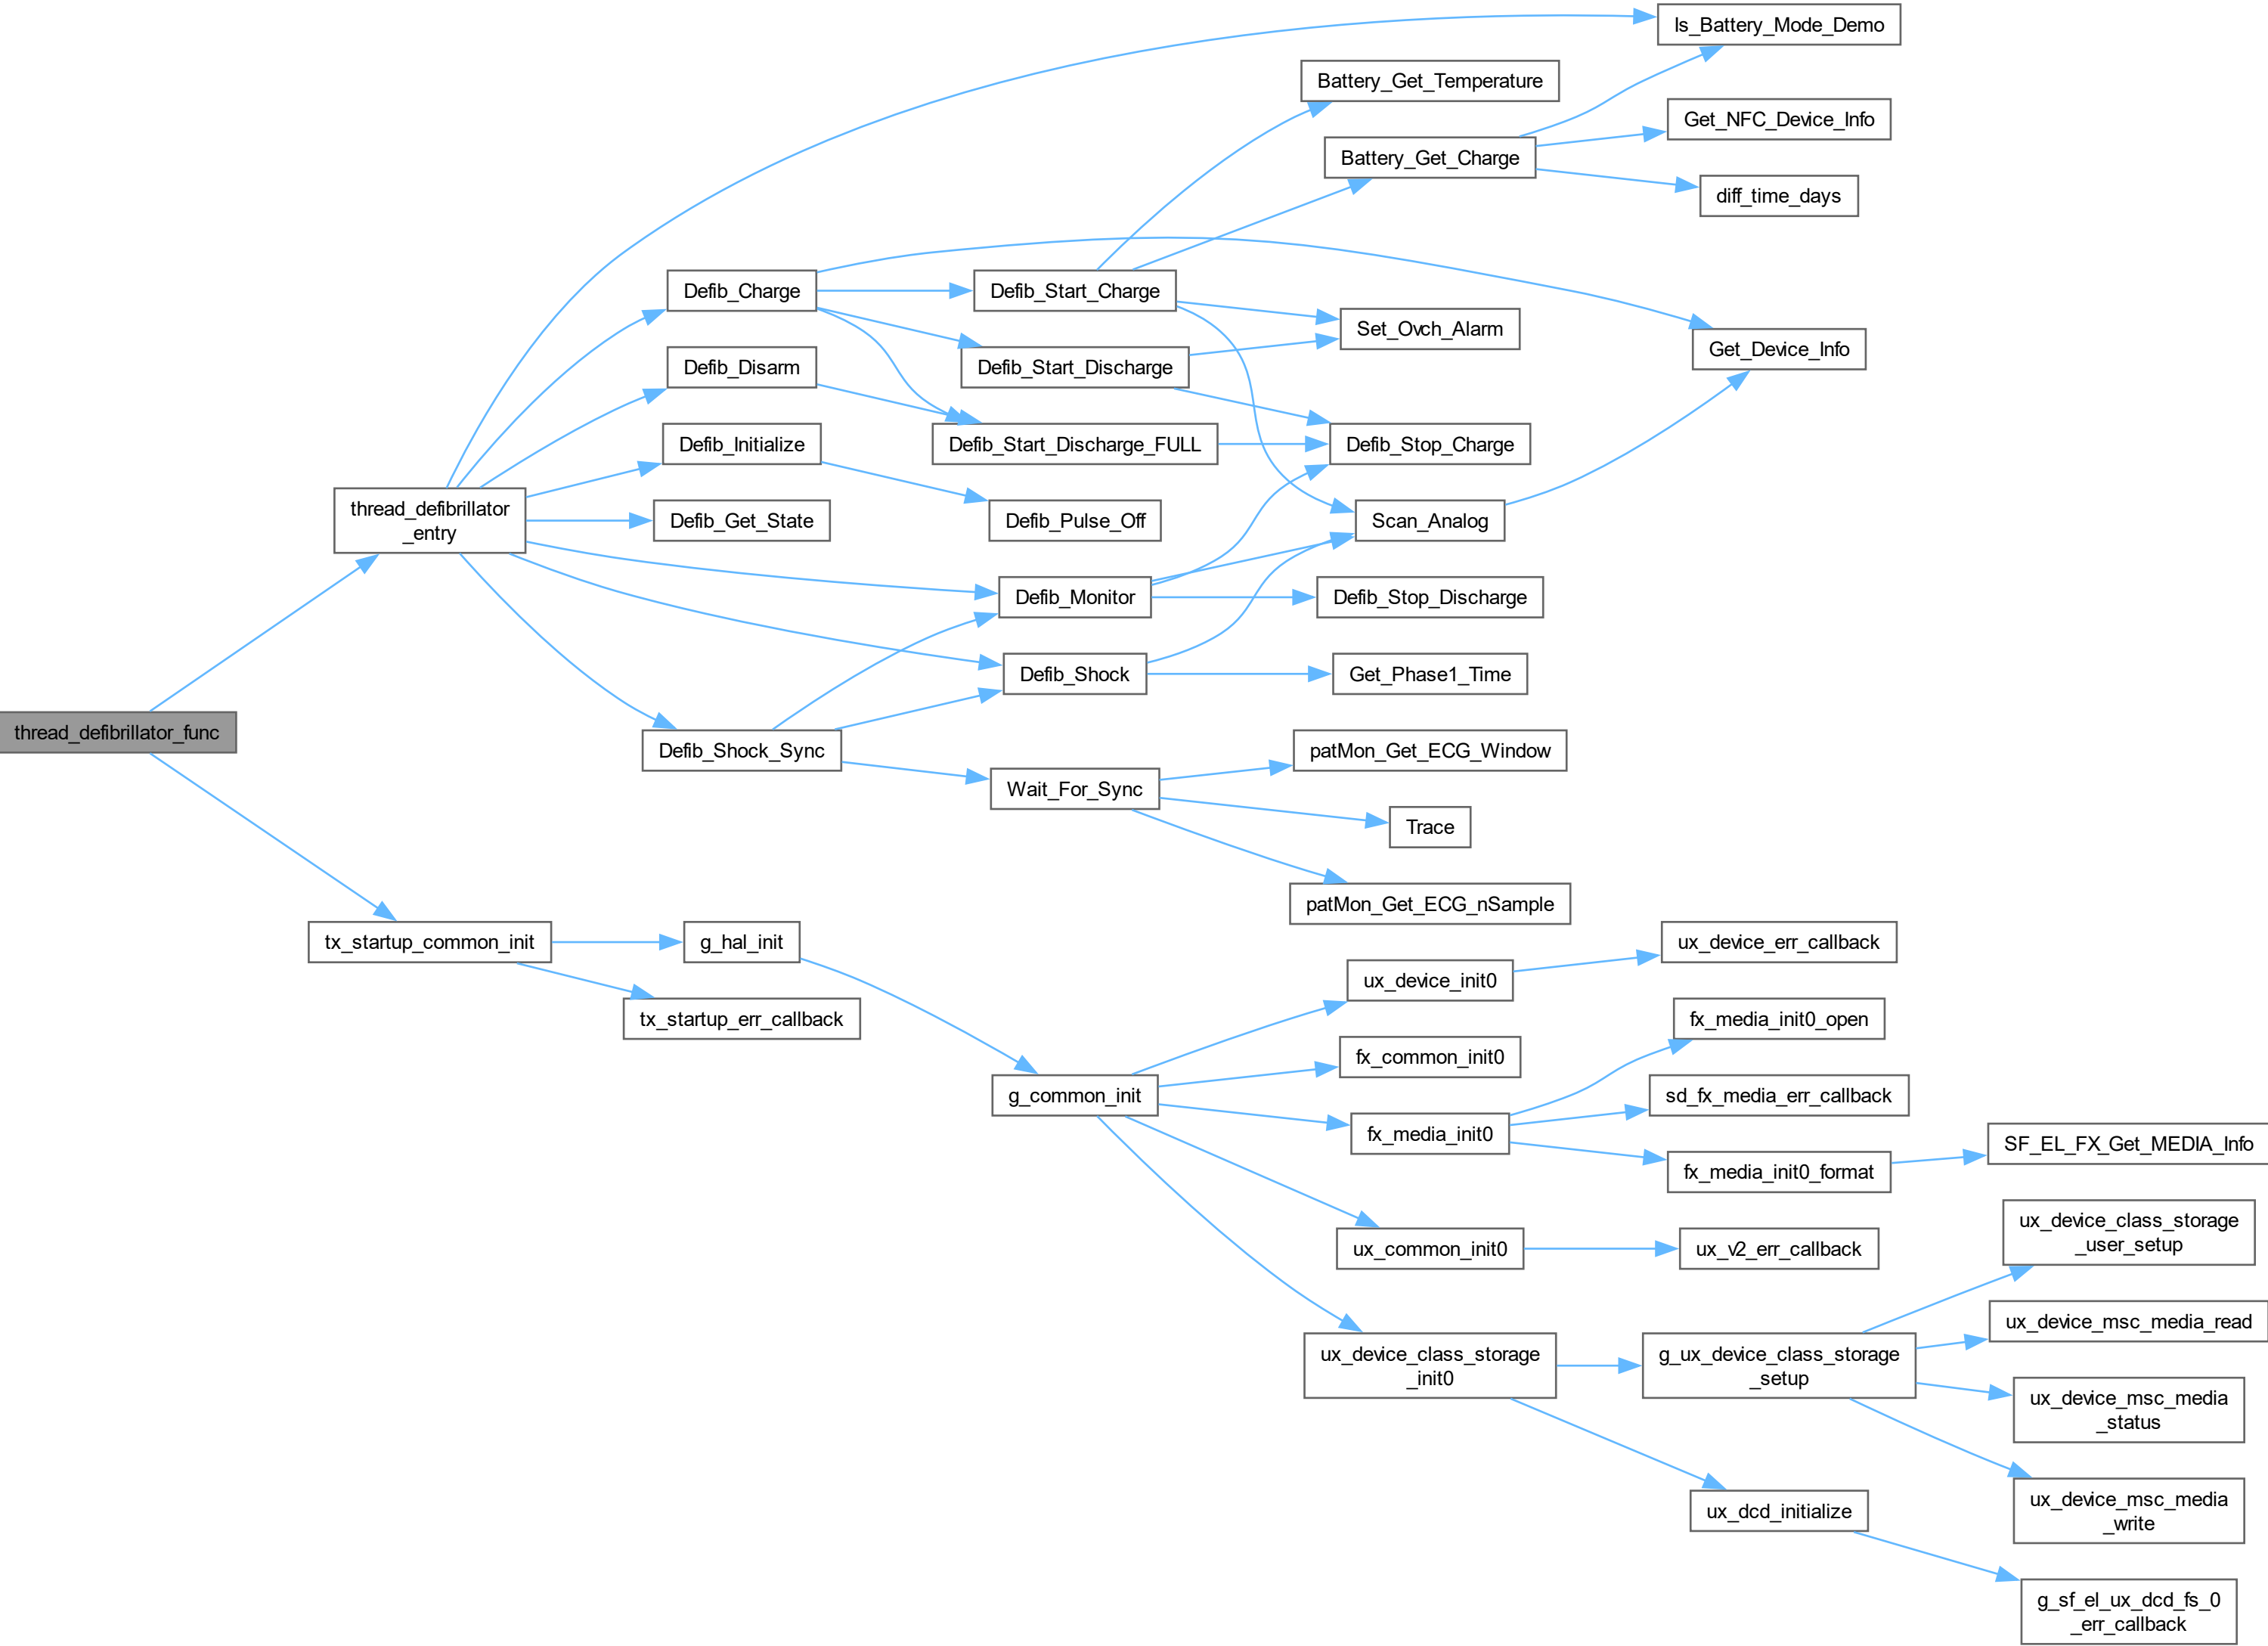 Is_Battery_Mode_Demo
Battery_Get_Temperature
Get_NFC_Device_Info
Battery_Get_Charge
diff_time_days
Defib_Charge
Defib_Start_Charge
Set_Ovch_Alarm
Get_Device_Info
Defib_Disarm
Defib_Start_Discharge
Defib_Initialize
Defib_Start_Discharge_FULL
Defib_Stop_Charge
thread_defibrillator
_entry
Defib_Get_State
Defib_Pulse_Off
Scan_Analog
Defib_Monitor
Defib_Stop_Discharge
Defib_Shock
Get_Phase1_Time
thread_defibrillator_func
Defib_Shock_Sync
patMon_Get_ECG_Window
Wait_For_Sync
Trace
patMon_Get_ECG_nSample
tx_startup_common_init
g_hal_init
ux_device_err_callback
ux_device_init0
tx_startup_err_callback
fx_media_init0_open
fx_common_init0
g_common_init
sd_fx_media_err_callback
fx_media_init0
SF_EL_FX_Get_MEDIA_Info
fx_media_init0_format
ux_device_class_storage
_user_setup
ux_common_init0
ux_v2_err_callback
ux_device_msc_media_read
ux_device_class_storage
_init0
g_ux_device_class_storage
_setup
ux_device_msc_media
_status
ux_dcd_initialize
ux_device_msc_media
_write
g_sf_el_ux_dcd_fs_0
_err_callback